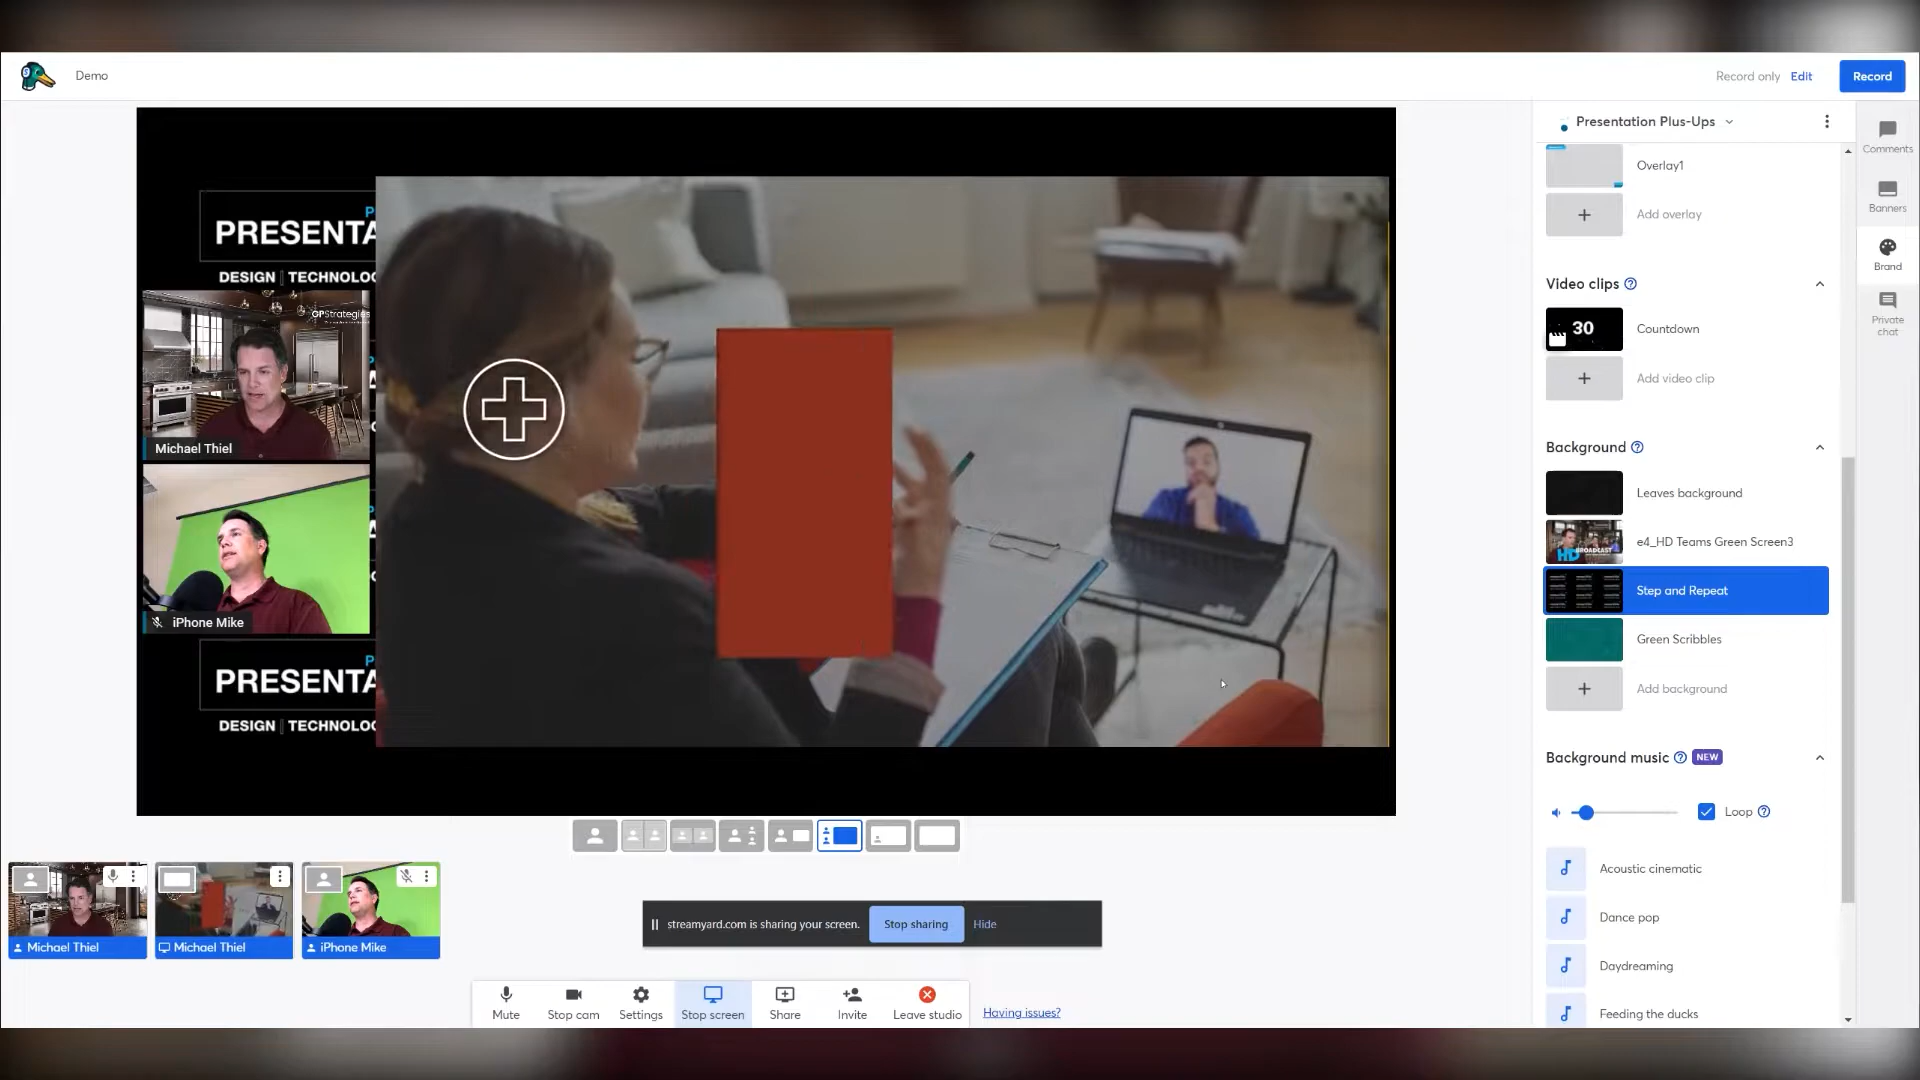 Demo
Record only Edit Record
Presentation Plus-Ups
Overlay1
Add overlay
Video clips
30 Countdown
Add video clip
Background
Leaves background
HD BROADCAST e4_HD Teams Green Screen3
Step and Repeat
Green Scribbles
Add background
Background music NEW
Loop
Acoustic cinematic
Dance pop
Daydreaming
Feeding the ducks
Comments
Banners
Brand
Private
chat
P
PRESENTA
DESIGN | TECHNOLOG
GPStrategies
Michael Thiel
iPhone Mike
P
PRESENTA
DESIGN | TECHNOLOG
Michael Thiel
Michael Thiel
iPhone Mike
streamyard.com is sharing your screen. Stop sharing Hide
Mute Stop cam Settings Stop screen Share Invite Leave studio Having issues?